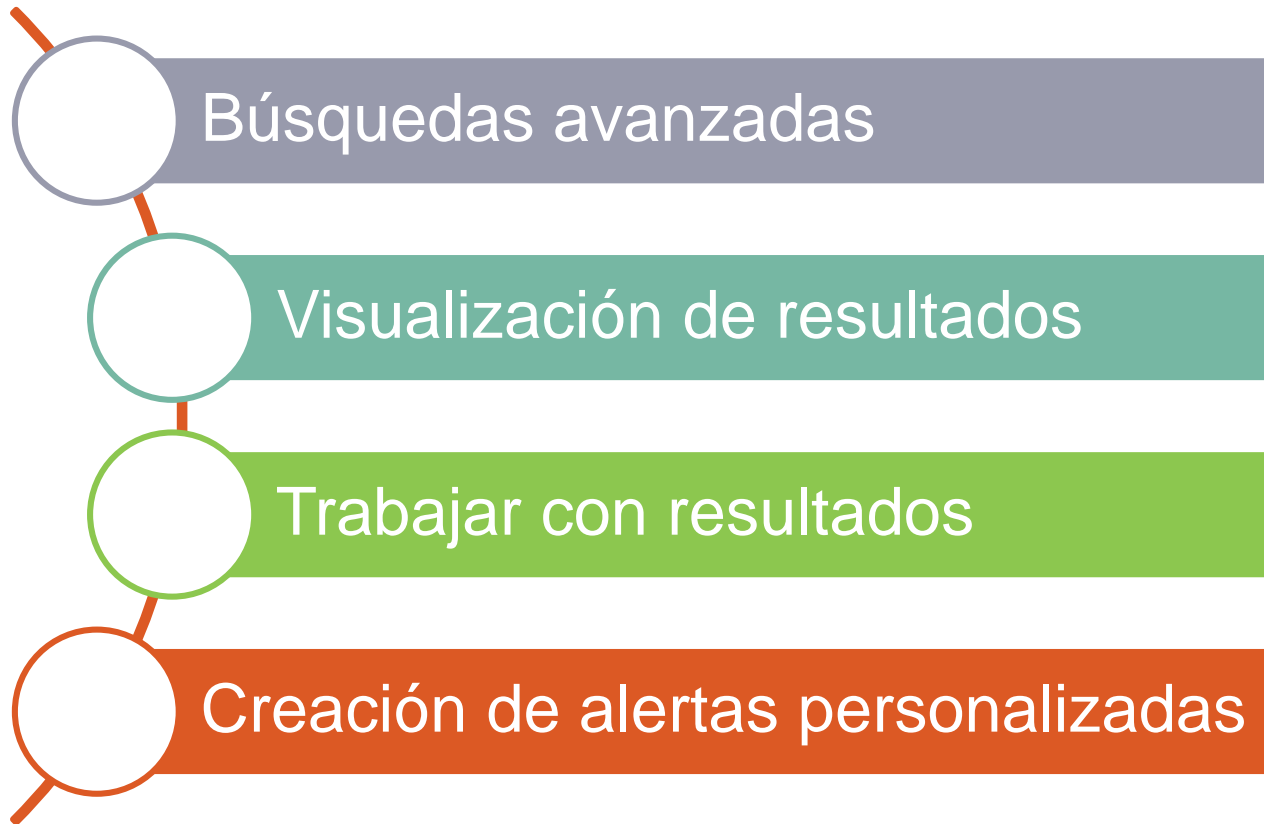 Búsquedas avanzadas
Visualización de resultados
Trabajar con resultados
Creación de alertas personalizadas